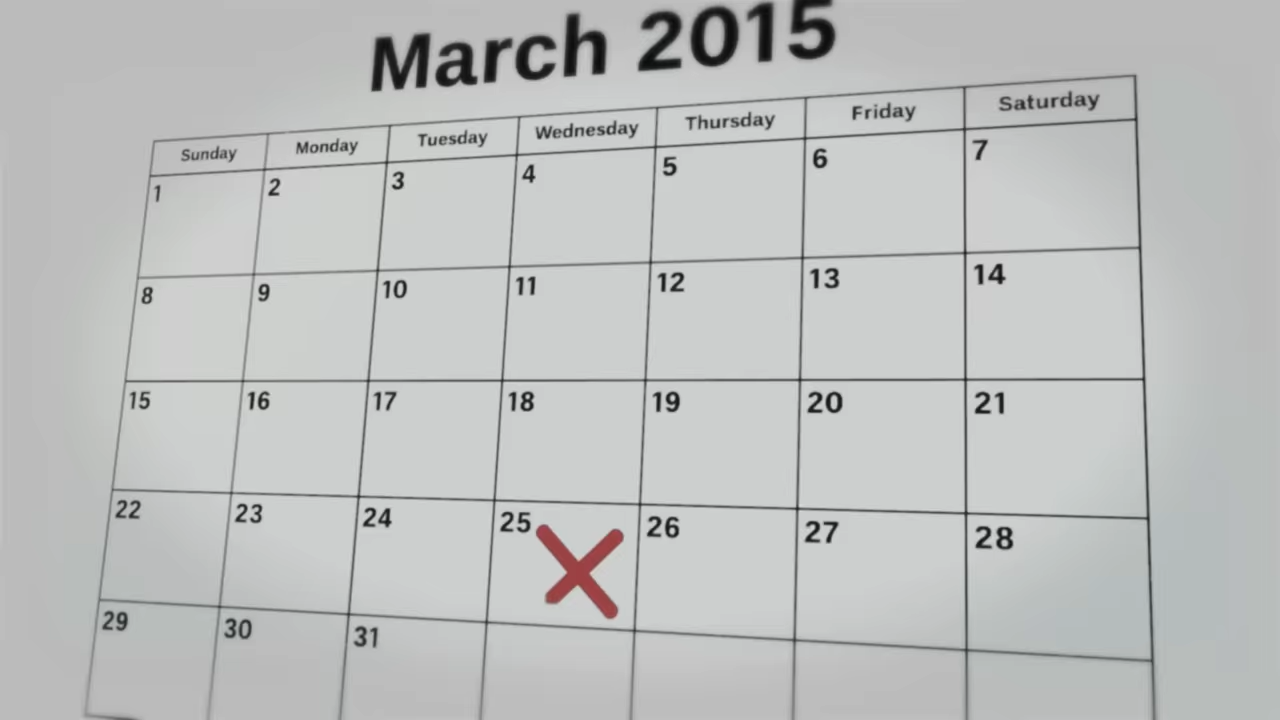 March 2015
Sunday Monday Tuesday Wednesday Thursday Friday Saturday
1 2 3 4 5 6 7
8 9 10 11 12 13 14
15 16 17 18 19 20 21
22 23 24 25 26 27 28
29 30 31